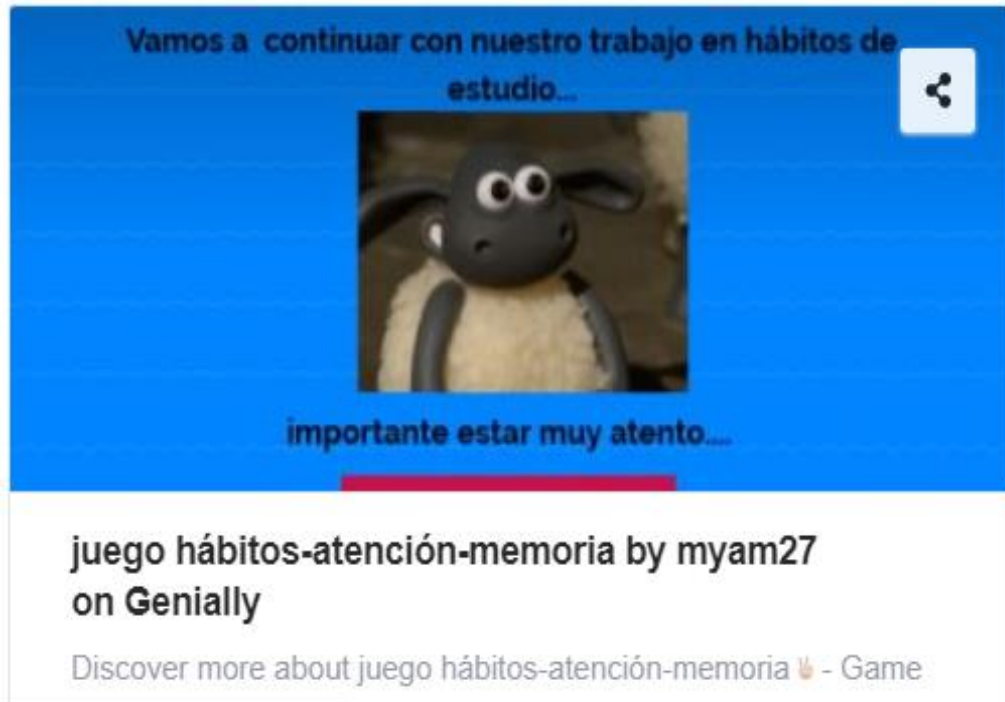 Vamos a continuar con nuestro trabajo en hábitos de
estudio...
importante estar muy atento....
juego hábitos-atención-memoria by myam27
on Genially
Discover more about juego hábitos-atención-memoria✌🏻 - Game